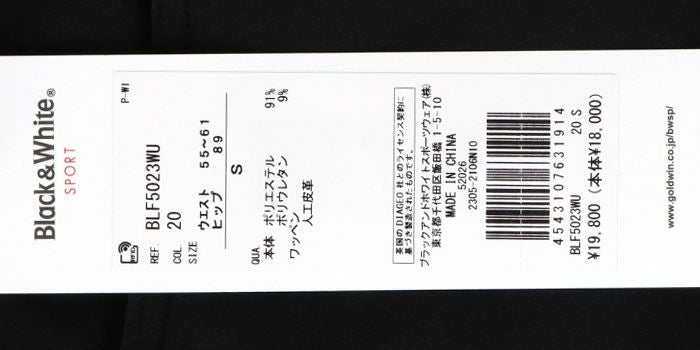 Black&White®
SPORT
P-WI
REF. BLF5023WU
COL. 20
SIZE
ウエスト 55~61
ヒップ 89
S
QUA.
本体 ポリエステル 91%
ポリウレタン 9%
ワッペン
人工皮革
英国のDIAGEO 社とのライセンス契約に
基づき製造されたものです。
ブラックアンドホワイトスポーツウェア(株)
東京都千代田区飯田橋 1-5-10
MADE IN CHINA
52026
2305-2106N10
4543107631914
BLF5023WU 20 S
¥19,800 (本体¥18,000)
www.goldwin.co.jp/bwsp/